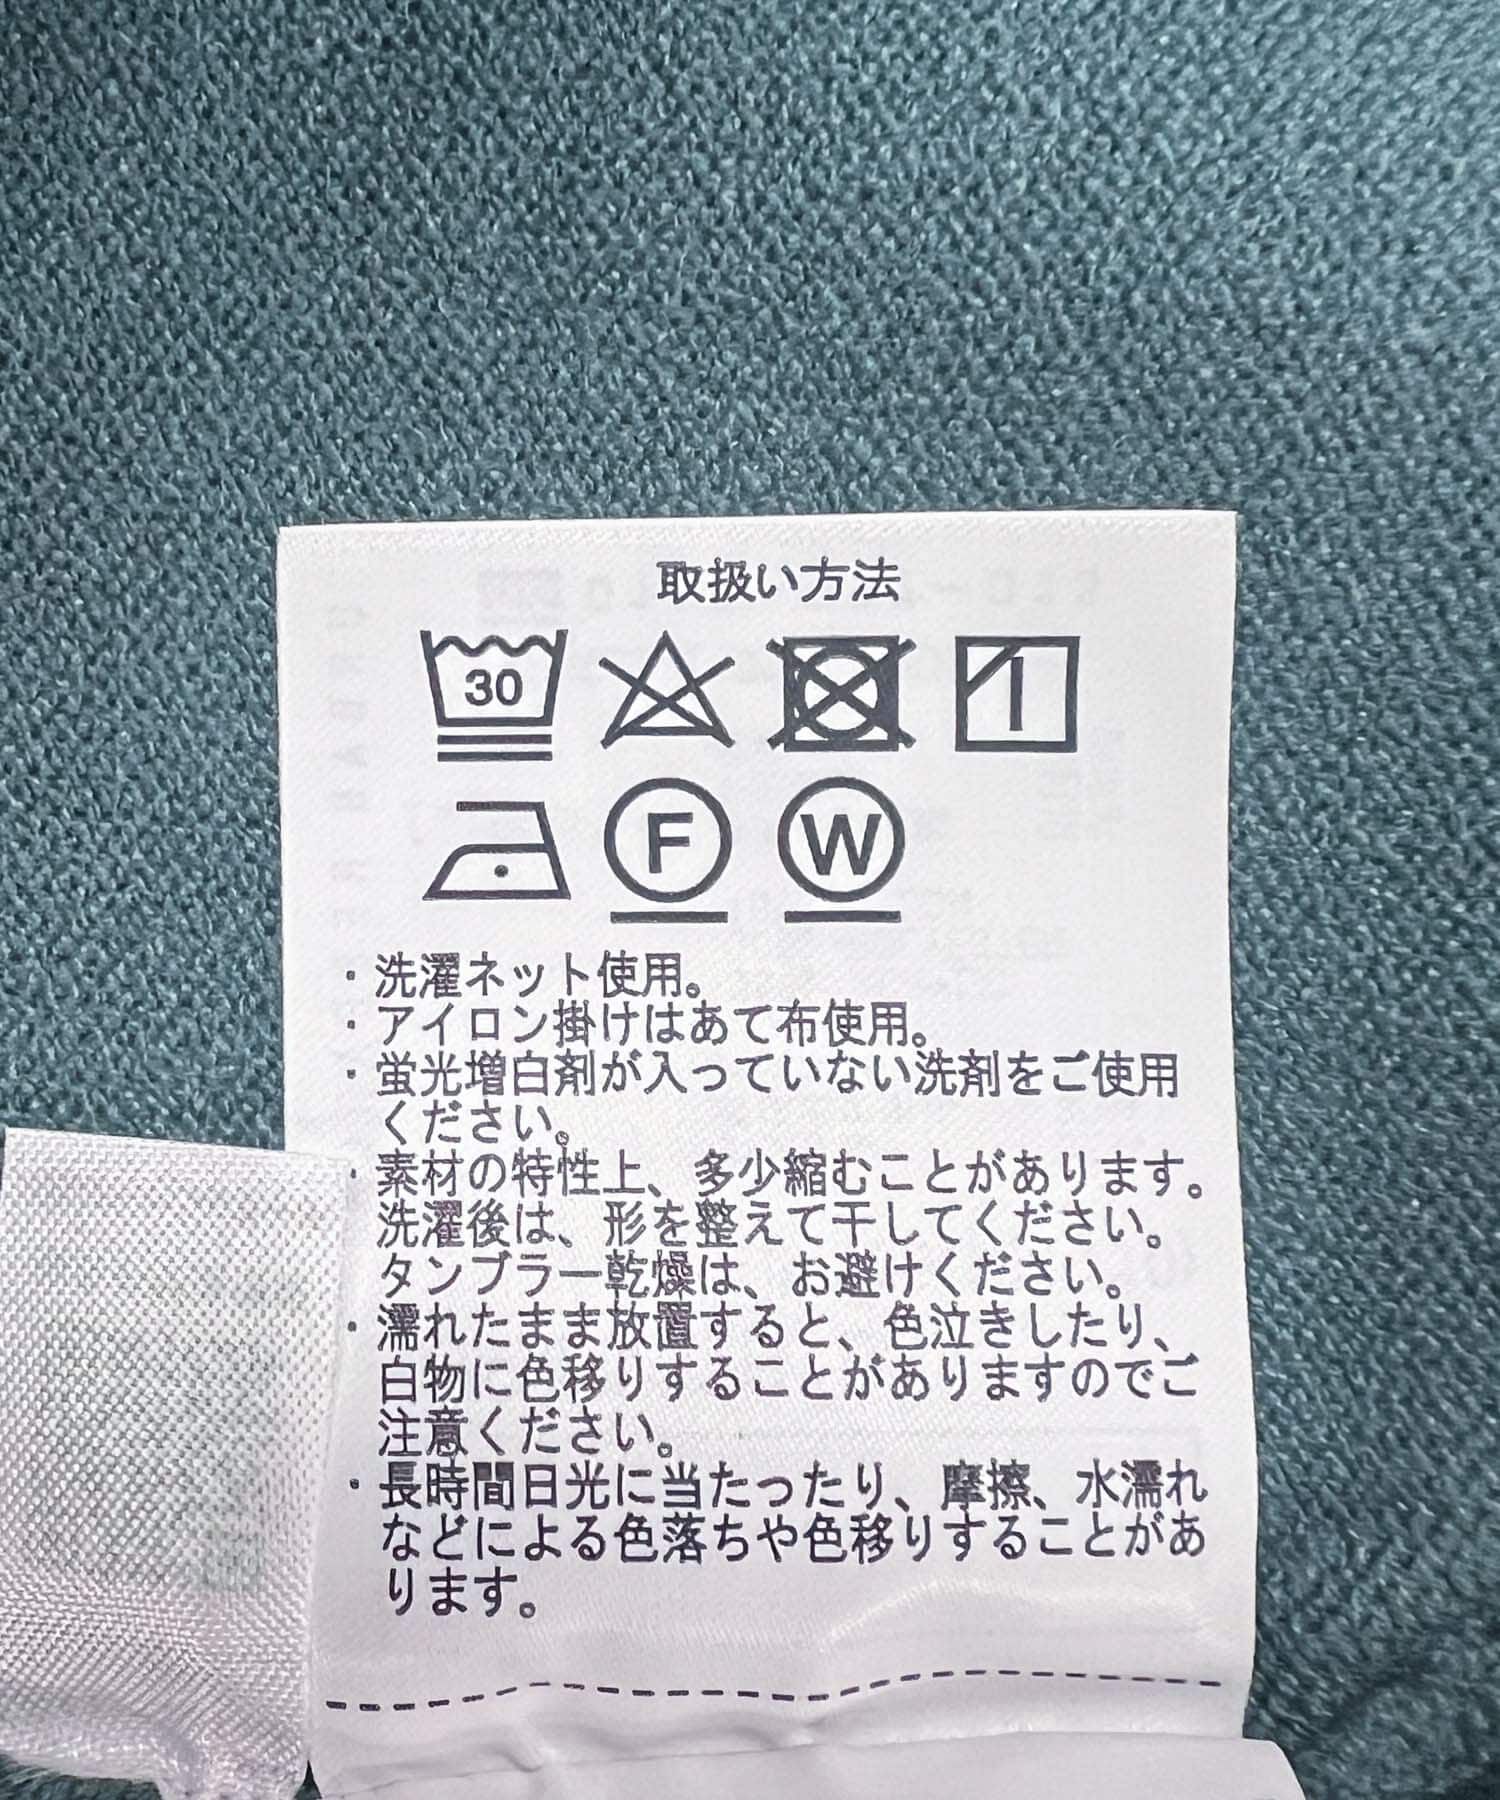 取扱い方法
30
F W
・洗濯ネット使用。
・アイロン掛けはあて布使用。
・蛍光増白剤が入っていない洗剤をご使用
ください。
・素材の特性上、多少縮むことがあります。
洗濯後は、形を整えて干してください。
タンブラー乾燥は、お避けください。
・濡れたまま放置すると、色泣きしたり、
白物に色移りすることがありますのでご
注意ください。
・長時間日光に当たったり、摩擦、水濡れ
などによる色落ちや色移りすることがあ
ります。